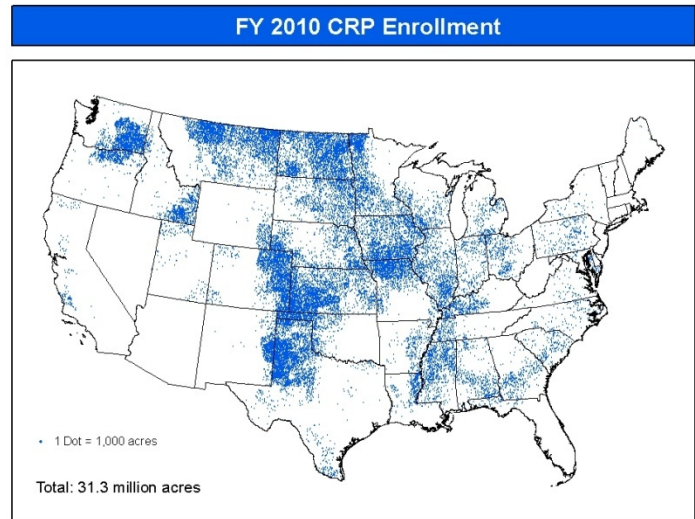 FY 2010 CRP Enrollment
1 Dot = 1,000 acres
Total: 31.3 million acres